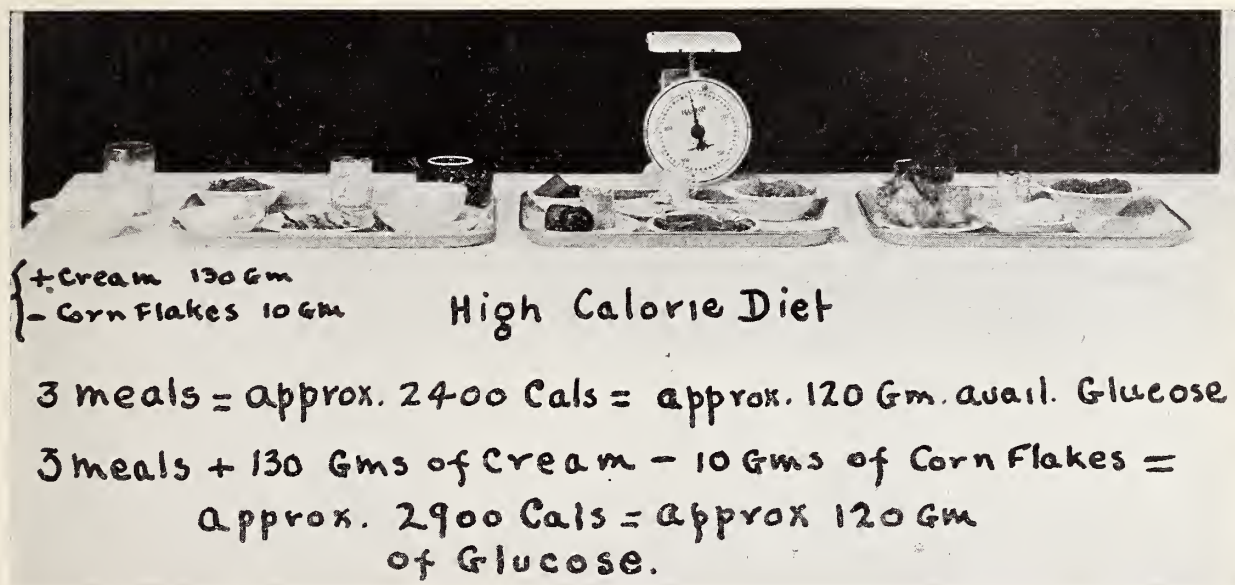 + Cream 130 Gm
- Corn Flakes 10 Gm
High Calorie Diet
3 meals = approx. 2400 Cals = approx. 120 Gm. avail. Glucose
3 meals + 130 Gms of Cream - 10 Gms of Corn Flakes =
approx. 2900 Cals = approx 120 Gm
of Glucose.